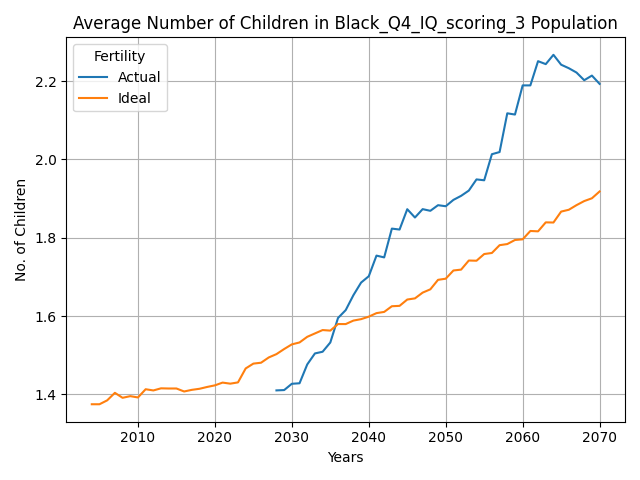 Average Number of Children in Black_Q4_IQ_scoring_3 Population
Fertility
Actual
Ideal
No. of Children
2.2
2.0
1.8
1.6
1.4
2010 2020 2030 2040 2050 2060 2070
Years